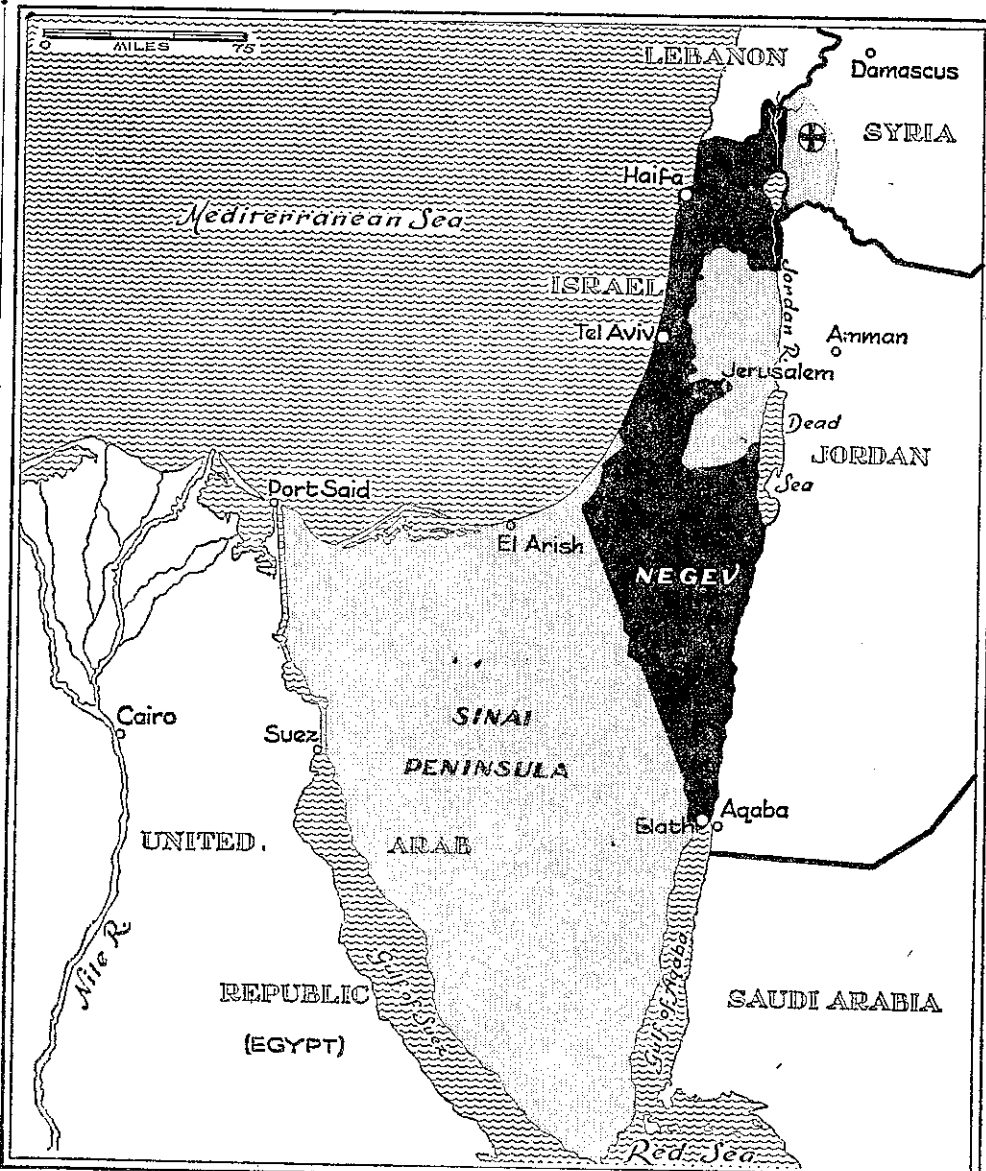 0 MILES 75
LEBANON
Damascus
SYRIA
Haifa
Mediterranean Sea
ISRAEL
Jordan R.
Tel Aviv
Amman
Jerusalem
Dead
Sea
JORDAN
Port Said
El Arish
NEGEV
Cairo
Suez
SINAI
PENINSULA
Elath
Aqaba
UNITED
ARAB
REPUBLIC
(EGYPT)
Nile R.
Gulf of Suez
Gulf of Aqaba
SAUDI ARABIA
Red Sea